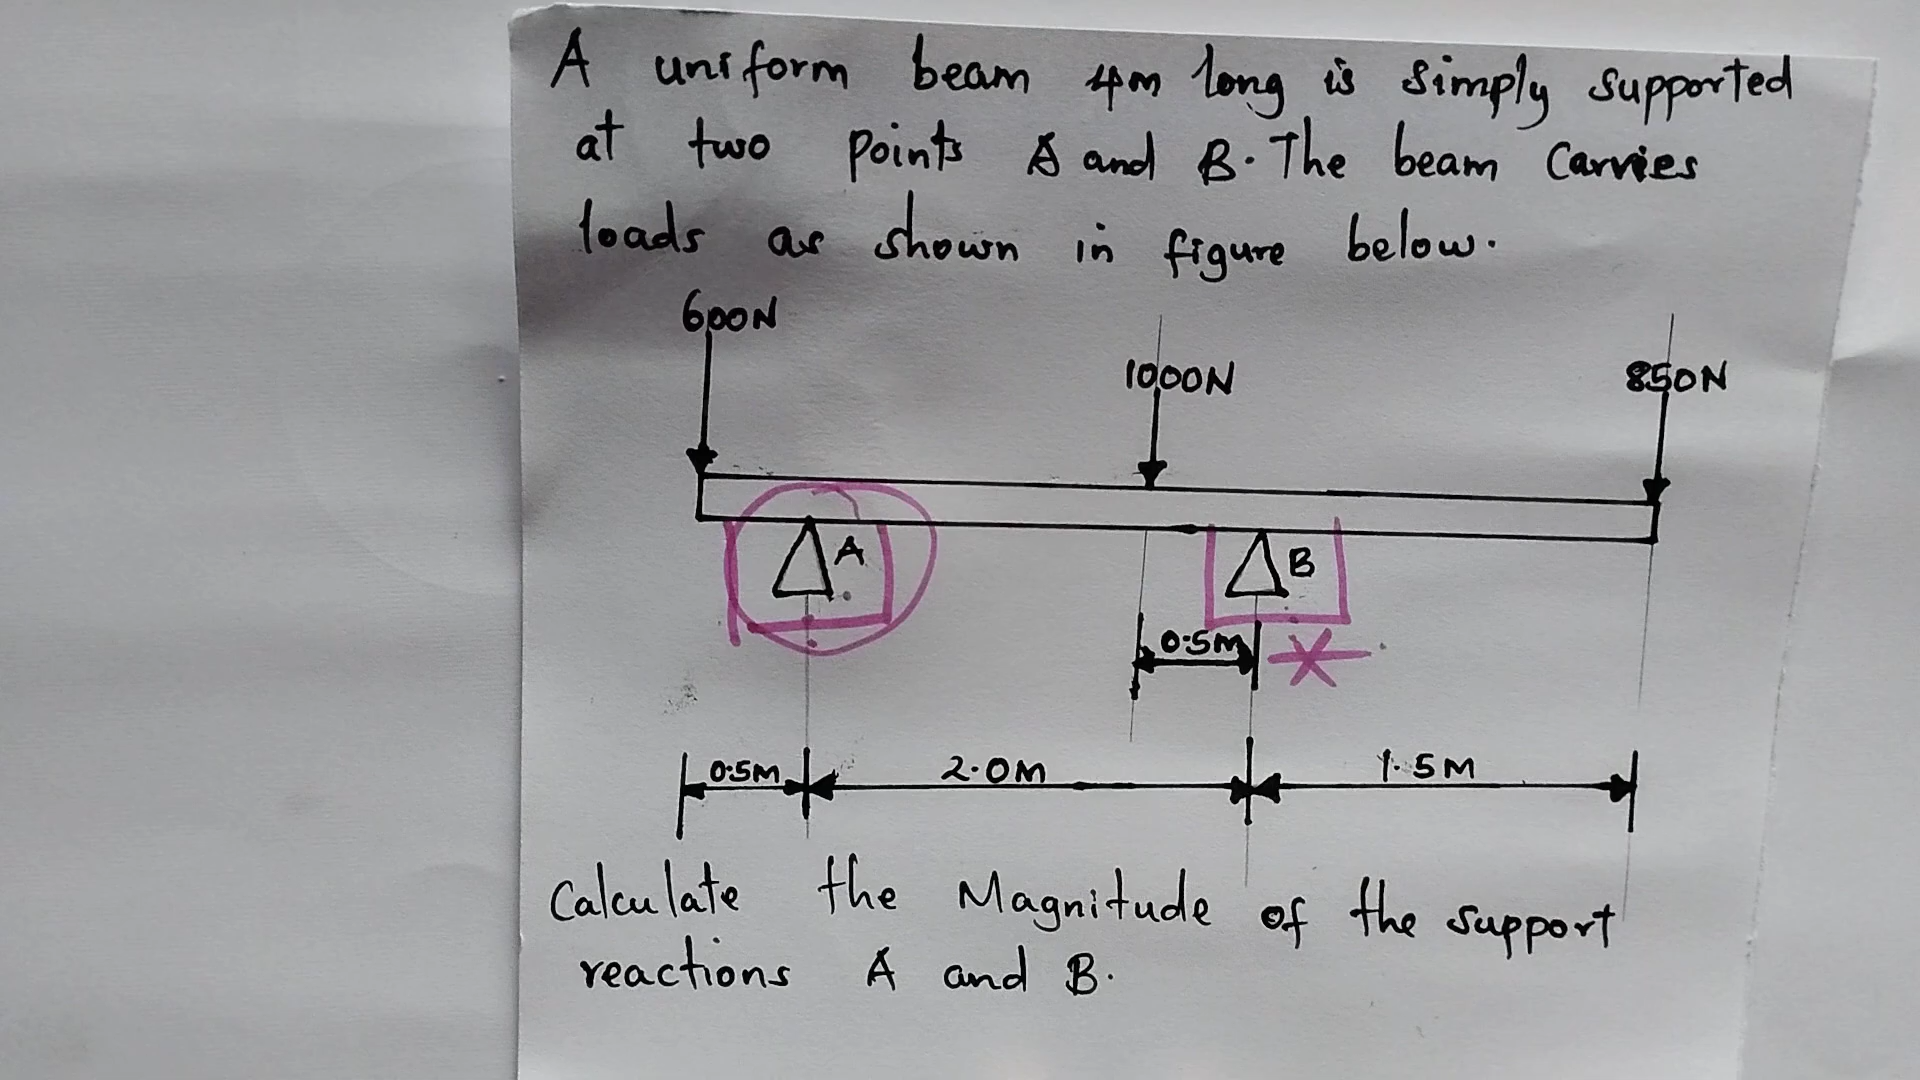 A uniform beam 4m long is simply supported
at two points A and B. The beam Carries
loads as shown in figure below.
600N
1000N
850N
A
B
0.5M
0.5M
2.0M
1.5M
Calculate the Magnitude of the support
reactions A and B.